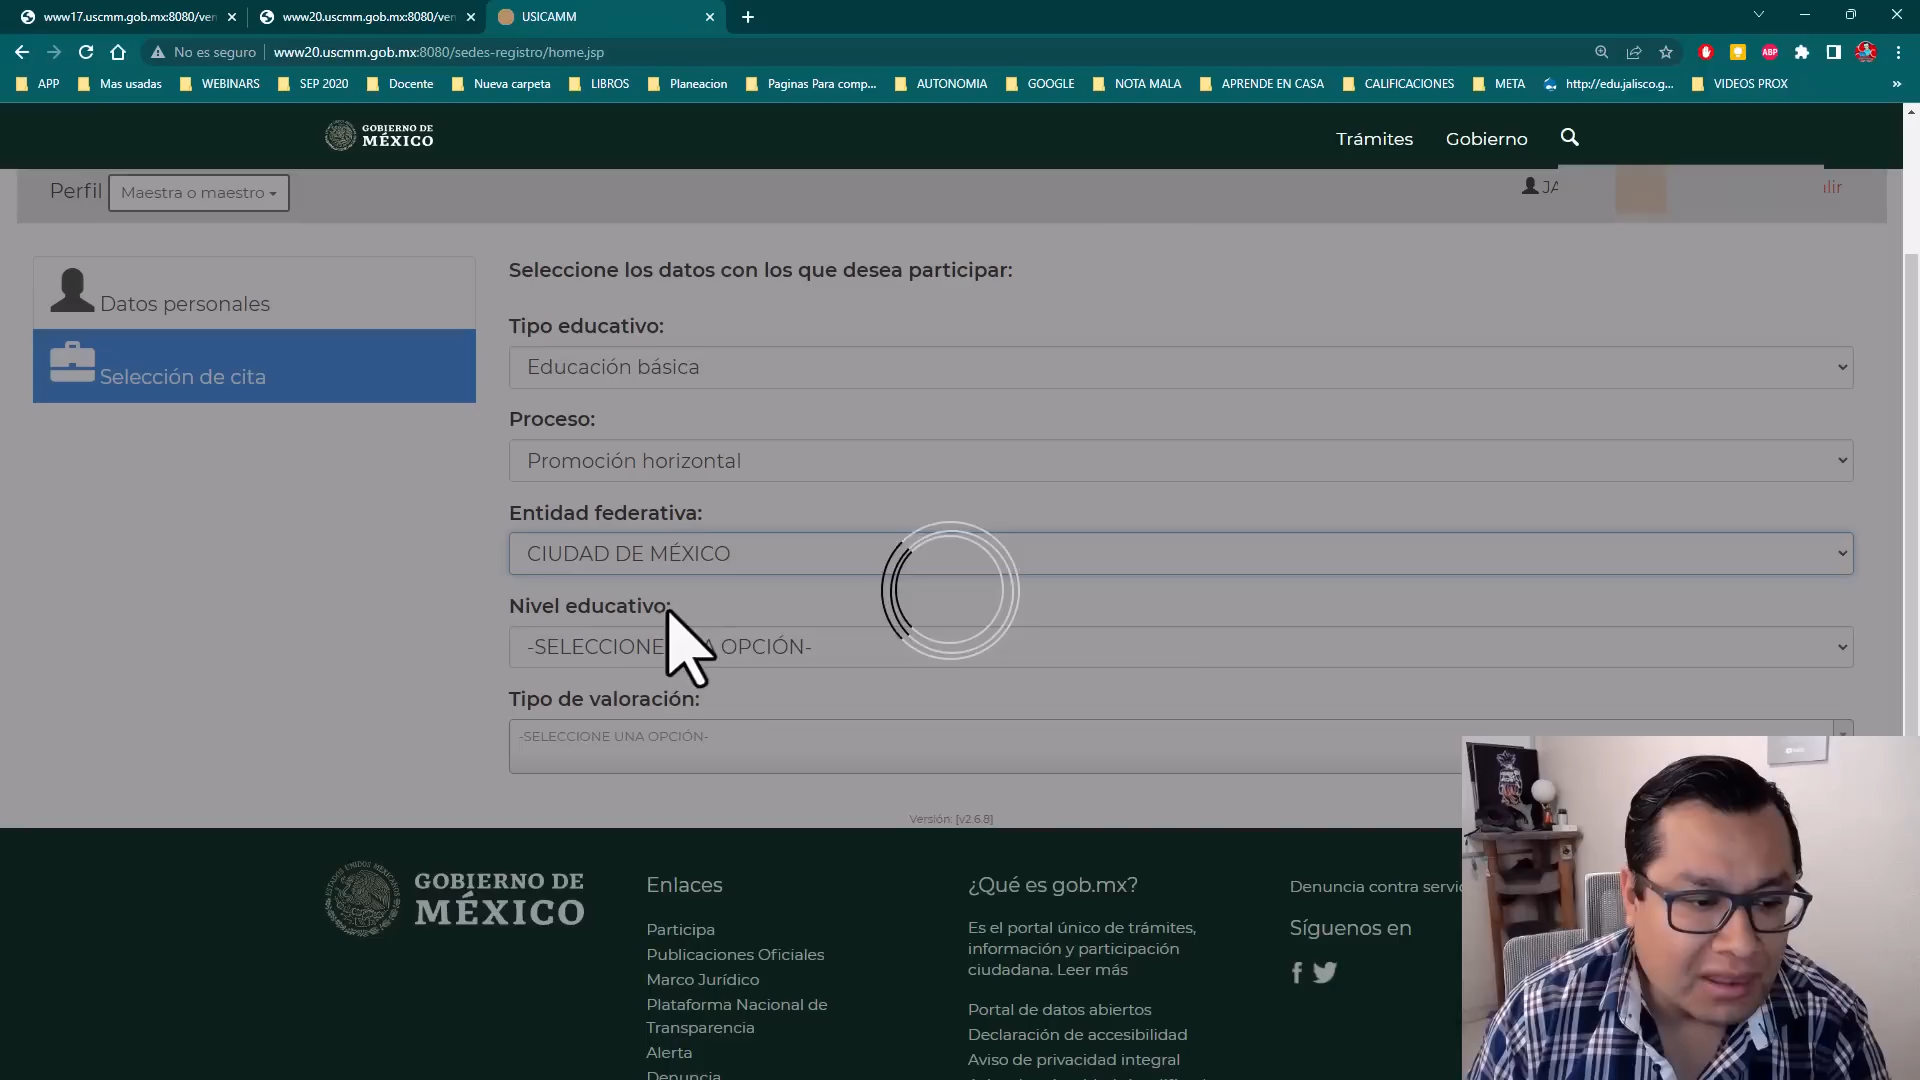 www17.uscmm.gob.mx:8080/ven
www20.uscmm.gob.mx:8080/ven
USICAMM
No es seguro
www20.uscmm.gob.mx:8080/sedes-registro/home.jsp
APP
Mas usadas
WEBINARS
SEP 2020
Docente
Nueva carpeta
LIBROS
Planeacion
Paginas Para comp...
AUTONOMIA
GOOGLE
NOTA MALA
APRENDE EN CASA
CALIFICACIONES
META
http://edu.jalisco.g...
VIDEOS PROX
»
ABP
GOBIERNO DE
MÉXICO
Trámites
Gobierno
Perfil
Maestra o maestro
JA
lir
Datos personales
Selección de cita
Seleccione los datos con los que desea participar:
Tipo educativo:
Educación básica
Proceso:
Promoción horizontal
Entidad federativa:
CIUDAD DE MÉXICO
Nivel educativo:
-SELECCIONE OPCIÓN-
Tipo de valoración:
-SELECCIONE UNA OPCIÓN-
Versión: [v2.6.8]
GOBIERNO DE
MÉXICO
Enlaces
Participa
Publicaciones Oficiales
Marco Jurídico
Plataforma Nacional de
Transparencia
Alerta
Denuncia
¿Qué es gob.mx?
Es el portal único de trámites,
información y participación
ciudadana. Leer más
Portal de datos abiertos
Declaración de accesibilidad
Aviso de privacidad integral
Denuncia contra servic
Síguenos en